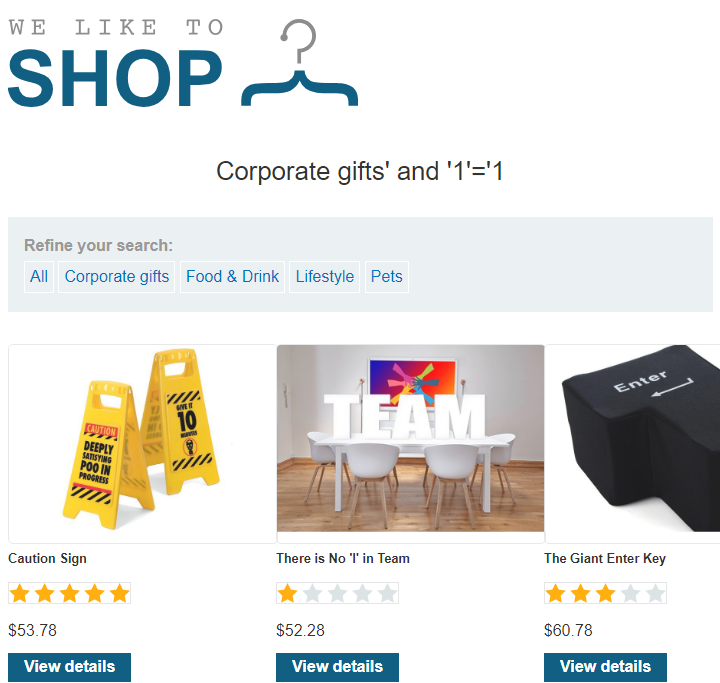 WE LIKE TO
SHOP
Corporate gifts' and '1'='1
Refine your search:
All Corporate gifts Food & Drink Lifestyle Pets
CAUTION
DEEPLY
SATISFYING
POO IN
PROGRESS
GIVE IT
10
MINUTES
TEAM
Enter
Caution Sign There is No 'I' in Team The Giant Enter Key
$53.78 $52.28 $60.78
View details View details View details